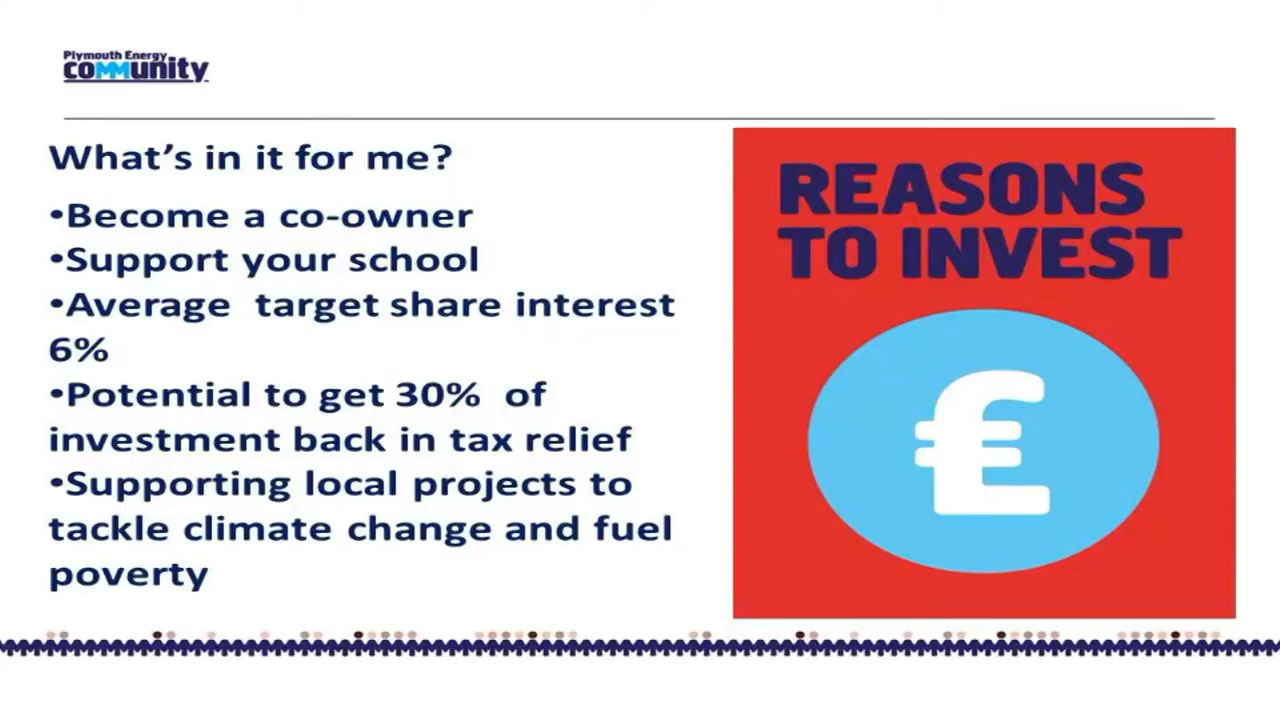 Plymouth Energy
community
What's in it for me?
•Become a co-owner
•Support your school
•Average  target share interest
6%
•Potential to get 30%  of
investment back in tax relief
•Supporting local projects to
tackle climate change and fuel
poverty
REASONS
TO INVEST
£